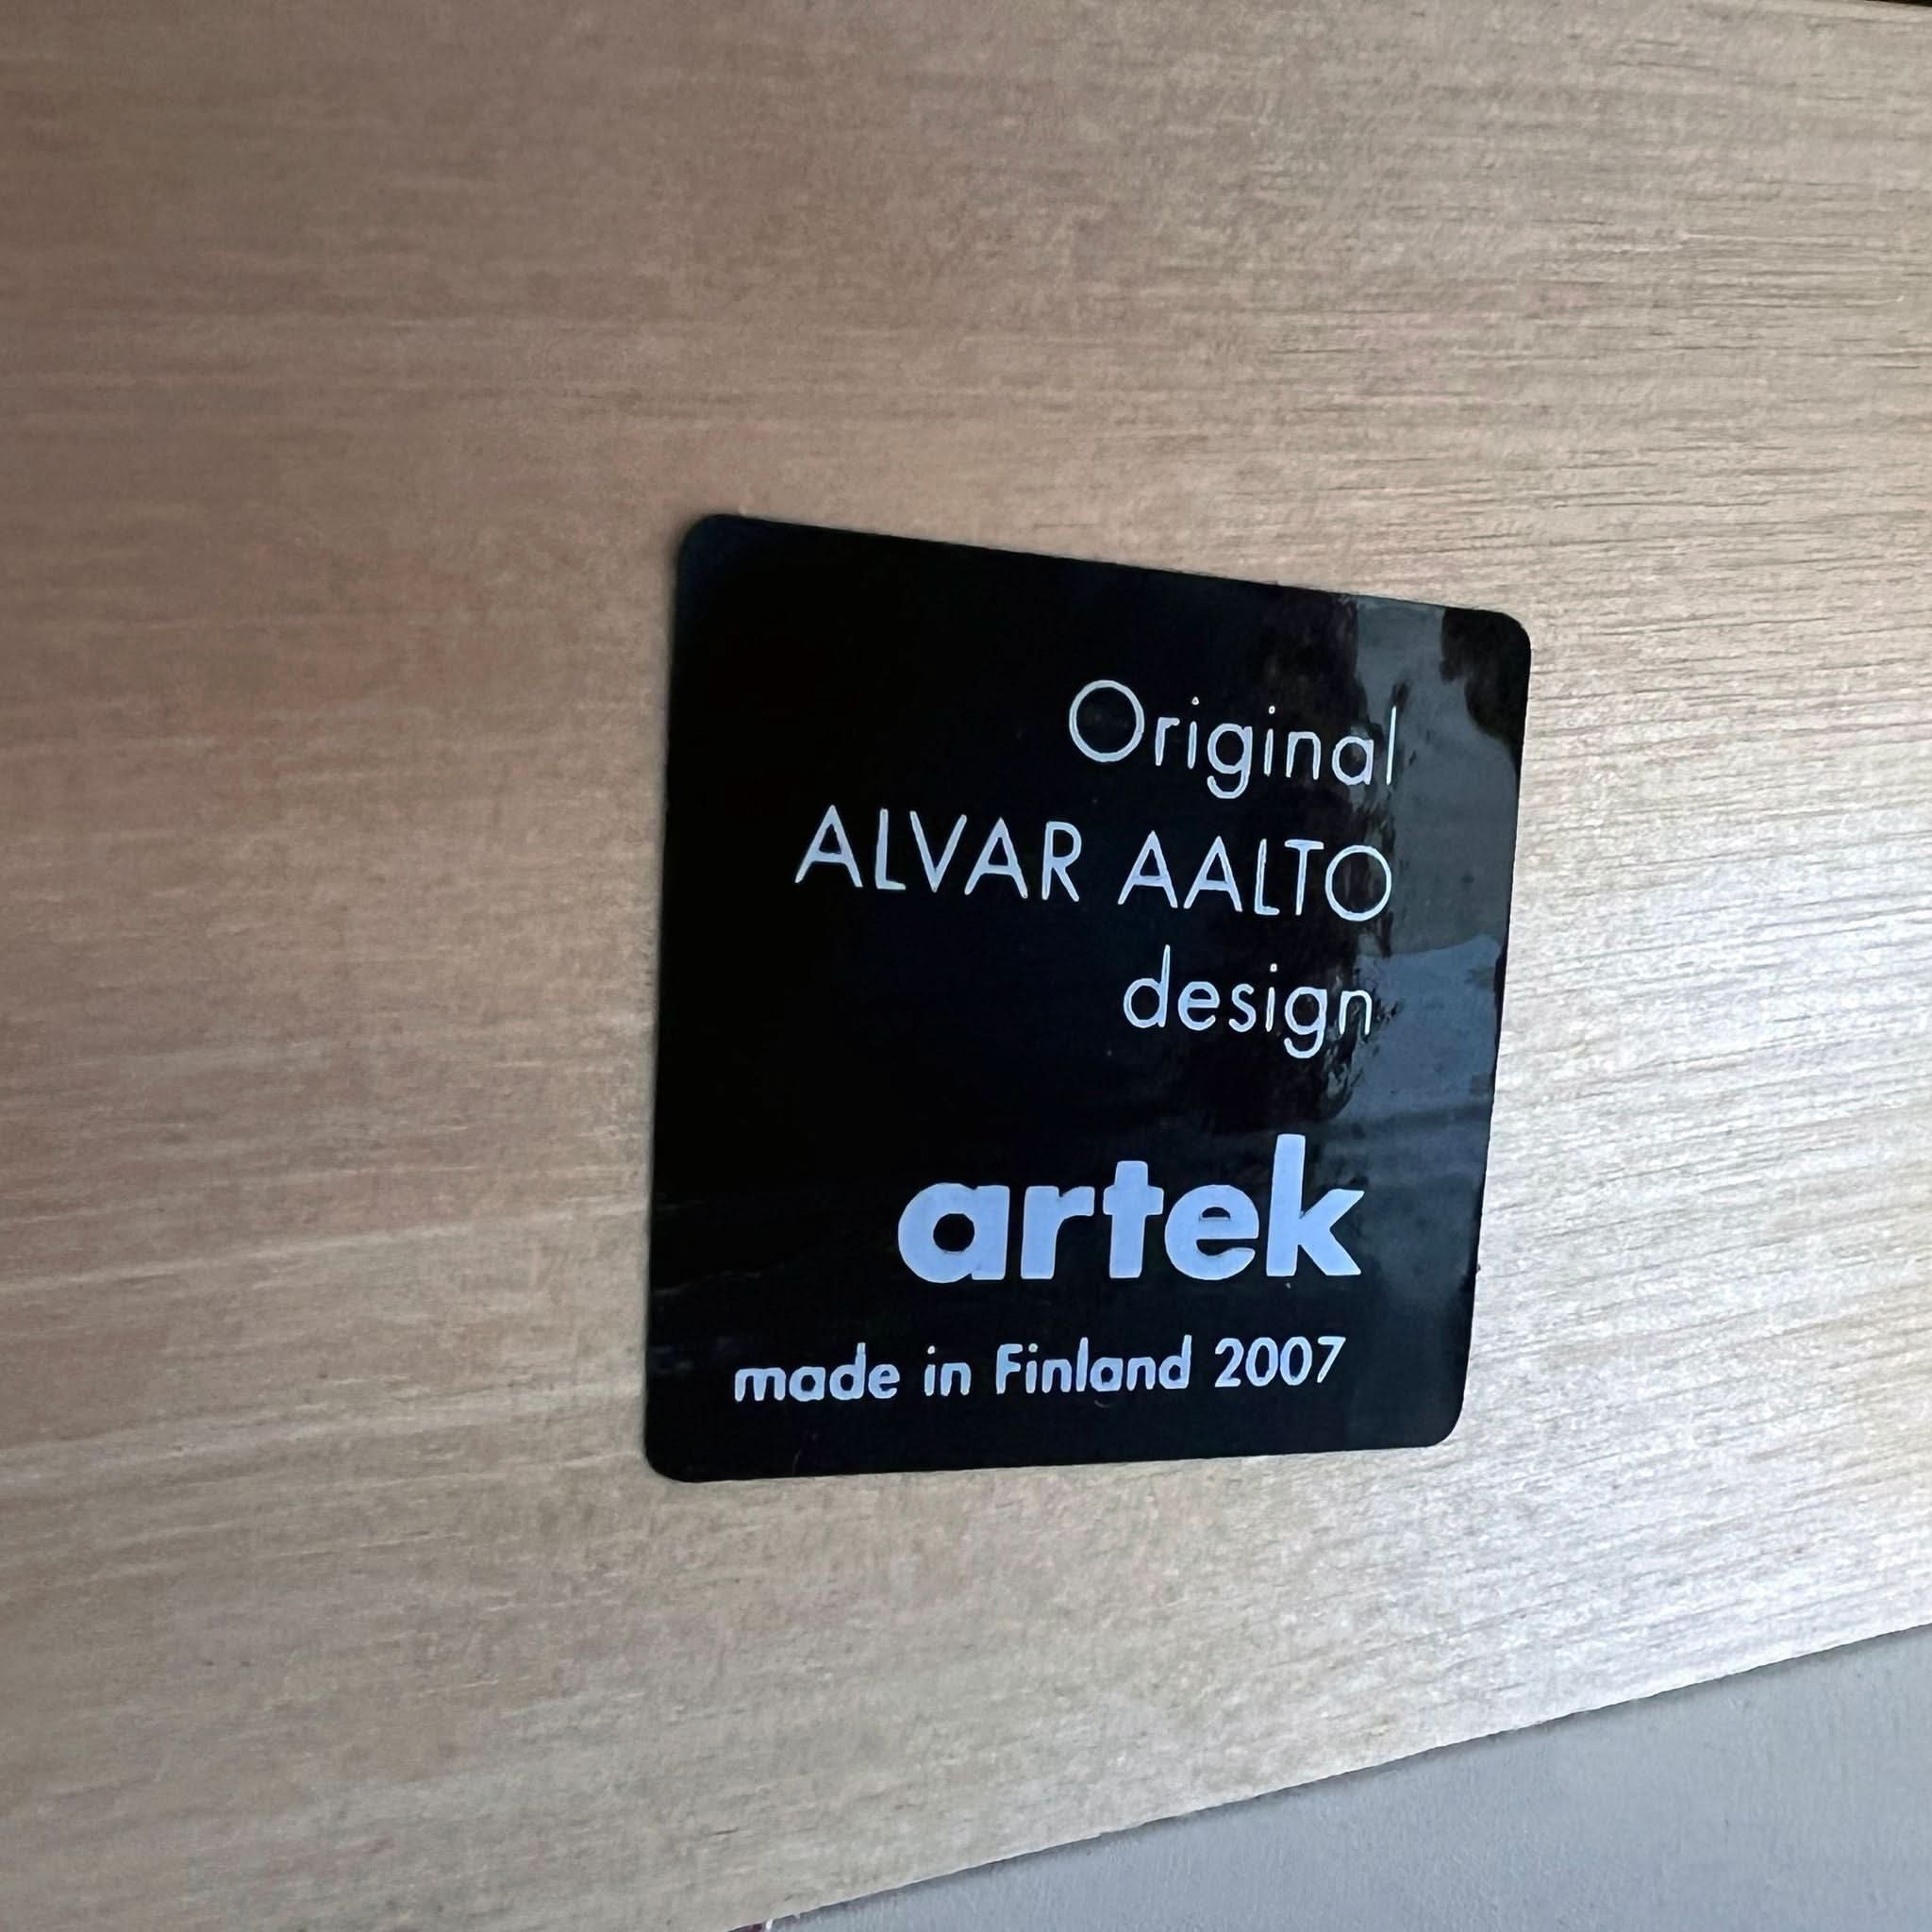 Original
ALVAR AALTO
design
artek
made in Finland 2007